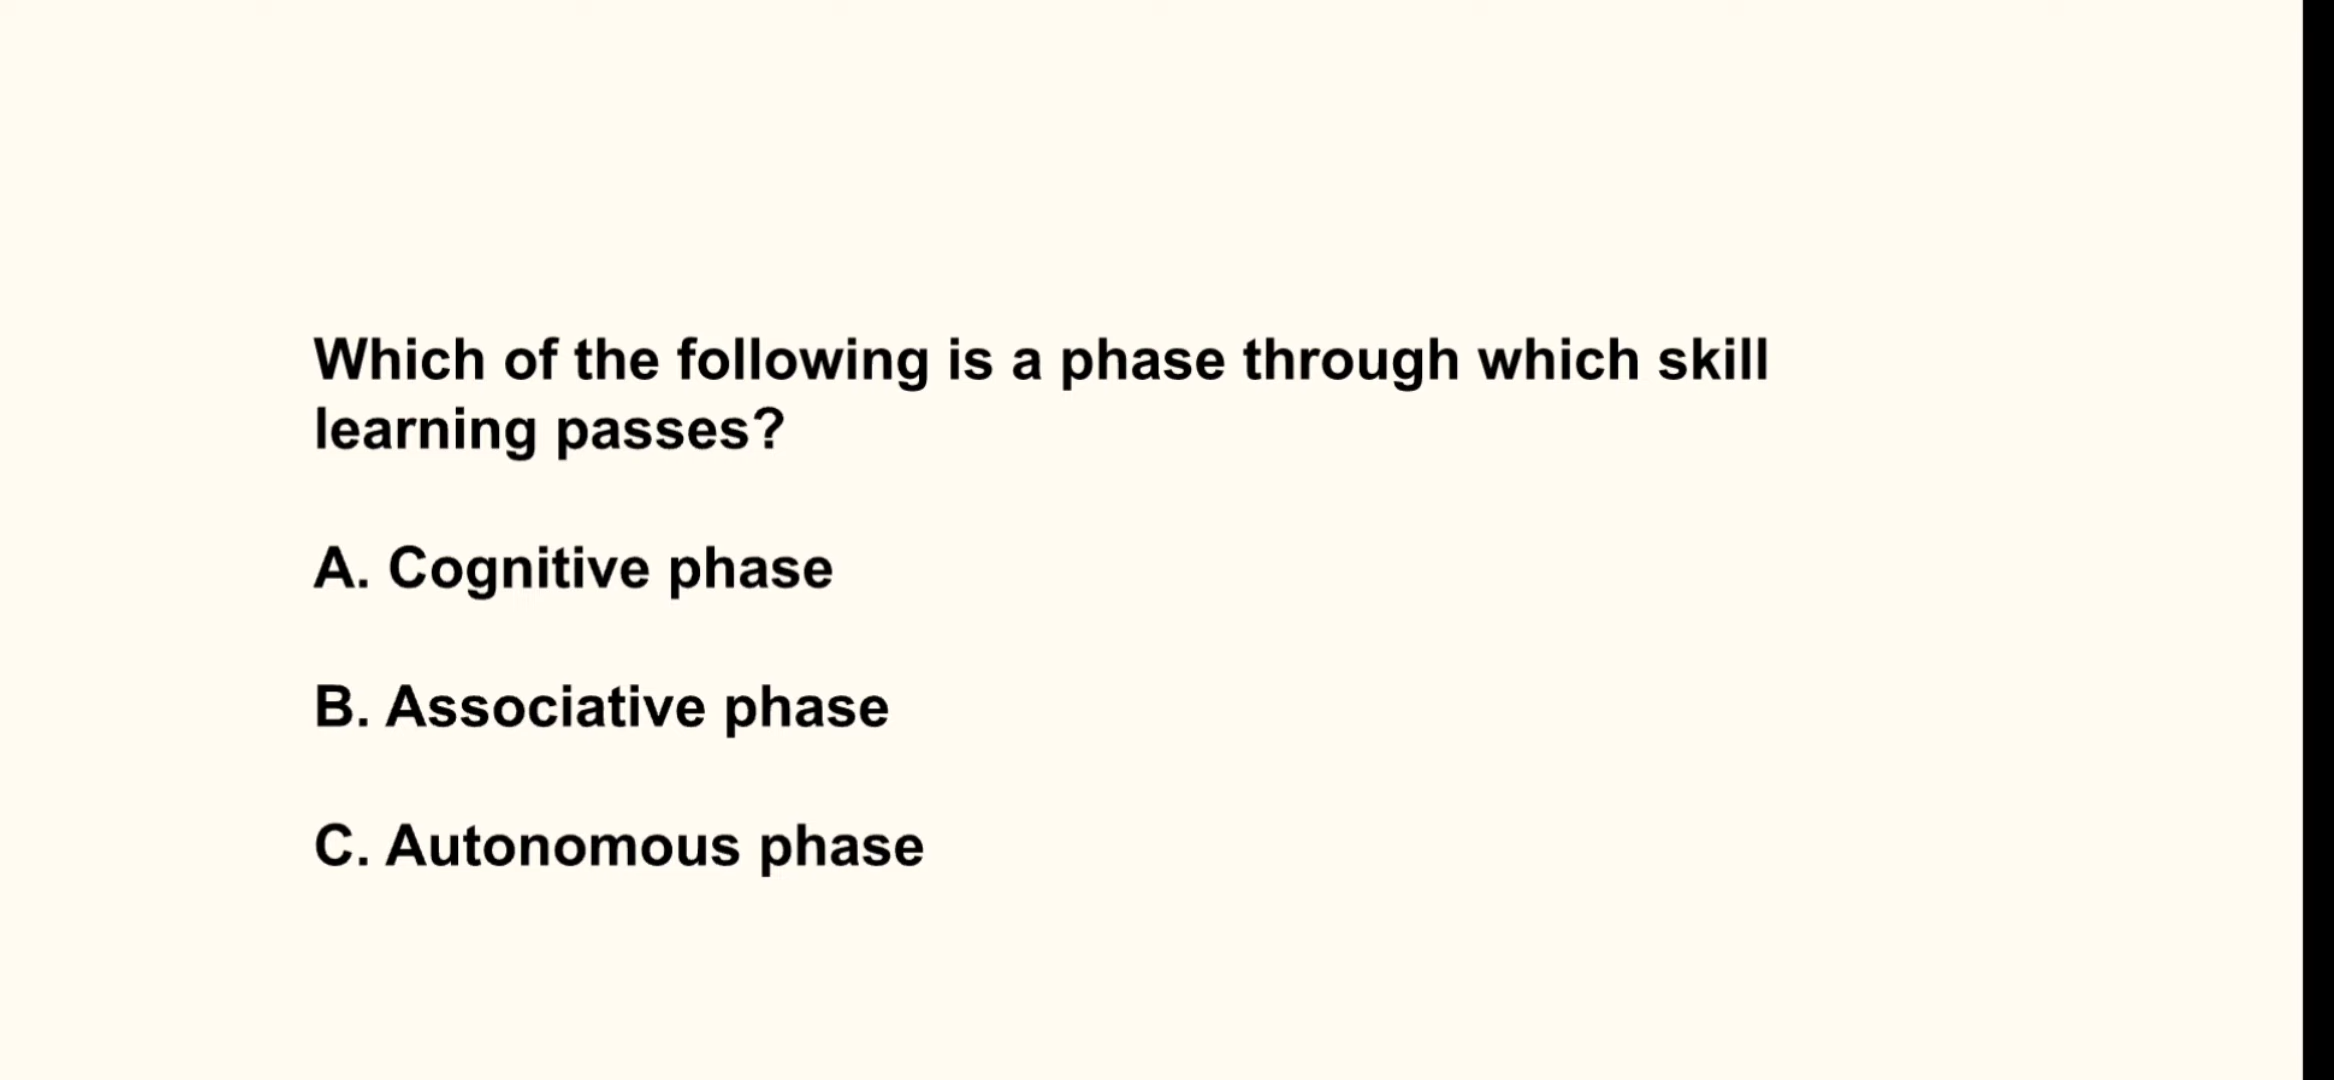 Which of the following is a phase through which skill
learning passes?
A. Cognitive phase
B. Associative phase
C. Autonomous phase